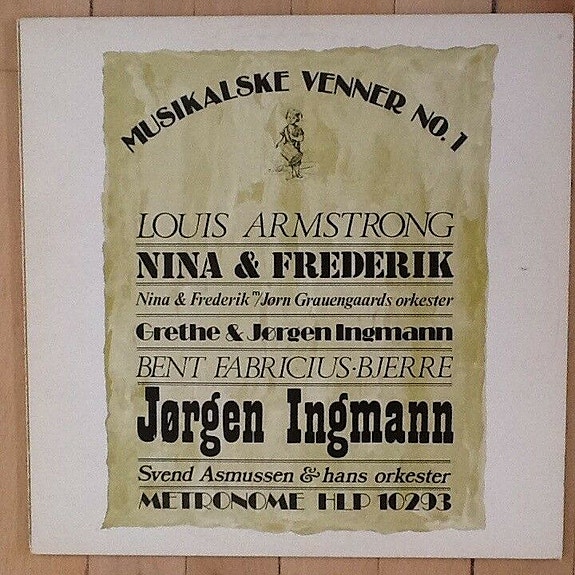 MUSIKALSKE VENNER NO. 1
LOUIS ARMSTRONG
NINA & FREDERIK
Nina & Frederik m/Jørn Grauengaards orkester
Grethe & Jørgen Ingmann
BENT FABRICIUS-BJERRE
Jørgen Ingmann
Svend Asmussen & hans orkester
METRONOME HLP 10293